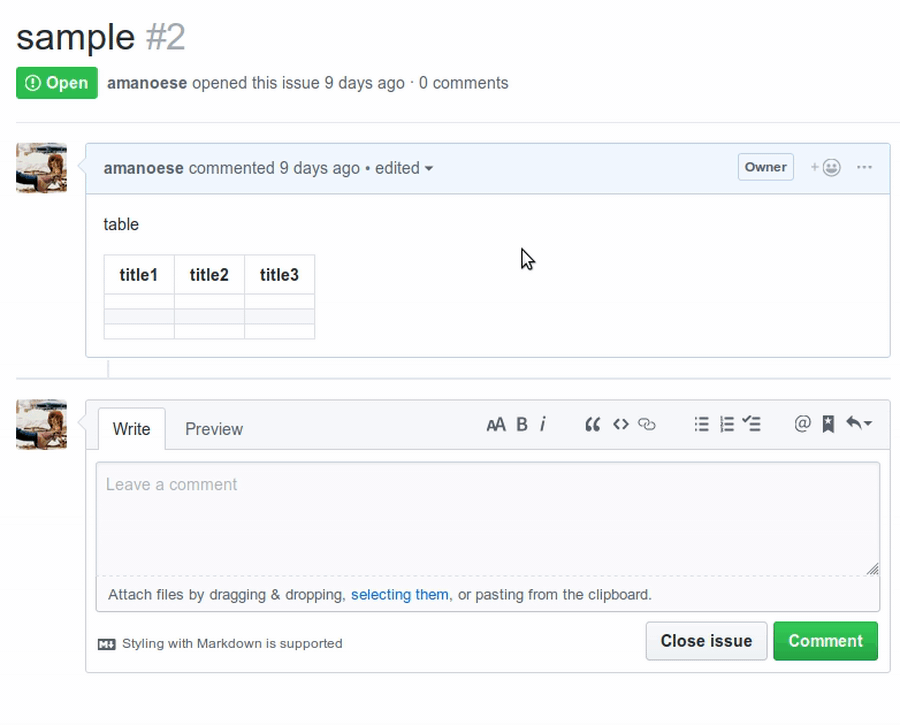 sample #2
Open amanoese opened this issue 9 days ago · 0 comments
amanoese commented 9 days ago • edited Owner
table
title1 title2 title3
Write Preview
Leave a comment
Attach files by dragging & dropping, selecting them, or pasting from the clipboard.
Styling with Markdown is supported Close issue Comment